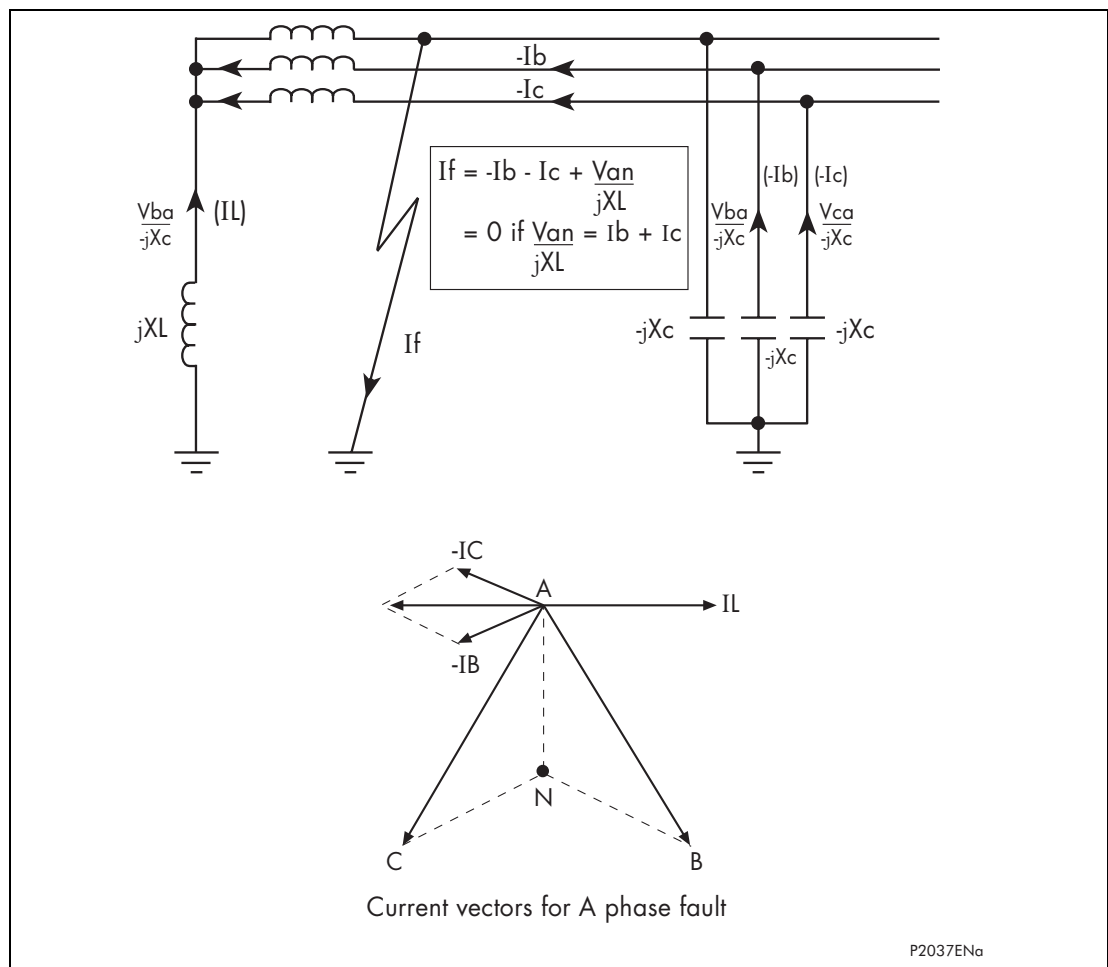 -Ib
-Ic
Vba
-jXc
(IL)
jXL
If = -Ib - Ic + Van
jXL
= 0 if Van = Ib + Ic
jXL
If
(-Ib)
(-Ic)
Vba
-jXc
Vca
-jXc
-jXc
-jXc
-jXc
-IC
A
IL
-IB
N
C
B
Current vectors for A phase fault
P2037ENa